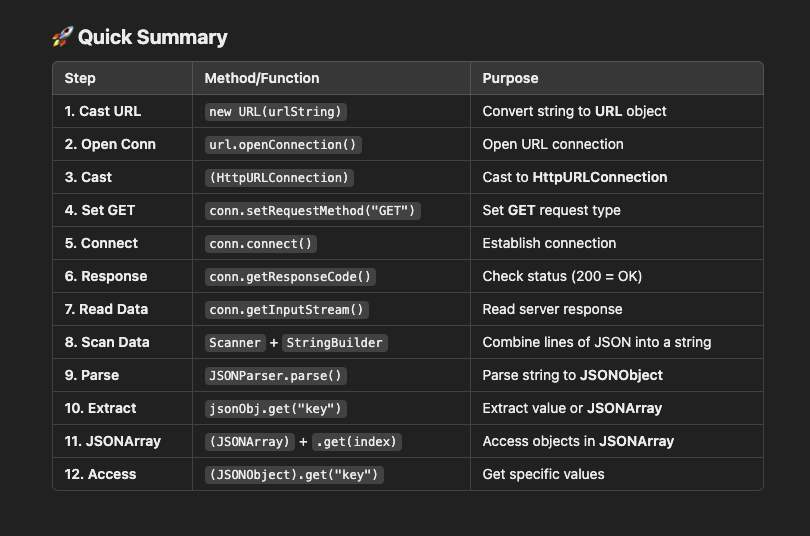 🚀 Quick Summary
Step Method/Function Purpose
1. Cast URL new URL(urlString) Convert string to URL object
2. Open Conn url.openConnection() Open URL connection
3. Cast (HttpURLConnection) Cast to HttpURLConnection
4. Set GET conn.setRequestMethod("GET") Set GET request type
5. Connect conn.connect() Establish connection
6. Response conn.getResponseCode() Check status (200 = OK)
7. Read Data conn.getInputStream() Read server response
8. Scan Data Scanner + StringBuilder Combine lines of JSON into a string
9. Parse JSONParser.parse() Parse string to JSONObject
10. Extract jsonObj.get("key") Extract value or JSONArray
11. JSONArray (JSONArray) + .get(index) Access objects in JSONArray
12. Access (JSONObject).get("key") Get specific values